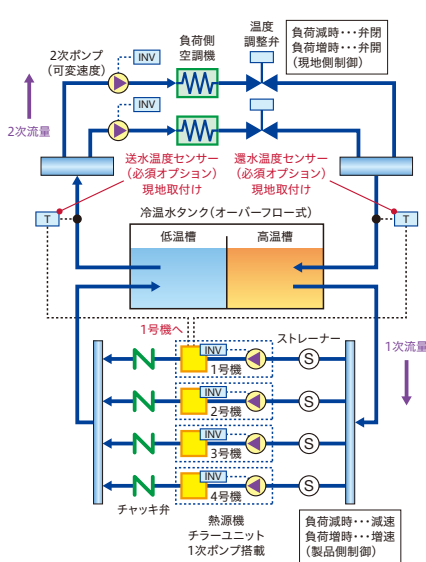 2次ポンプ
(可変速度)
INV
負荷側
空調機
温度
調整弁
負荷減時・・・弁閉
負荷増時・・・弁開
(現地側制御)
INV
2次流量
送水温度センサー
(必須オプション)
現地取付け
還水温度センサー
(必須オプション)
現地取付け
T
T
冷温水タンク(オーバーフロー式)
低温槽
高温槽
1号機へ
ストレーナー
1次流量
INV
1号機
S
INV
2号機
S
INV
3号機
S
INV
4号機
S
チャッキ弁
熱源機
チラーユニット
1次ポンプ搭載
負荷減時・・・減速
負荷増時・・・増速
(製品側制御)